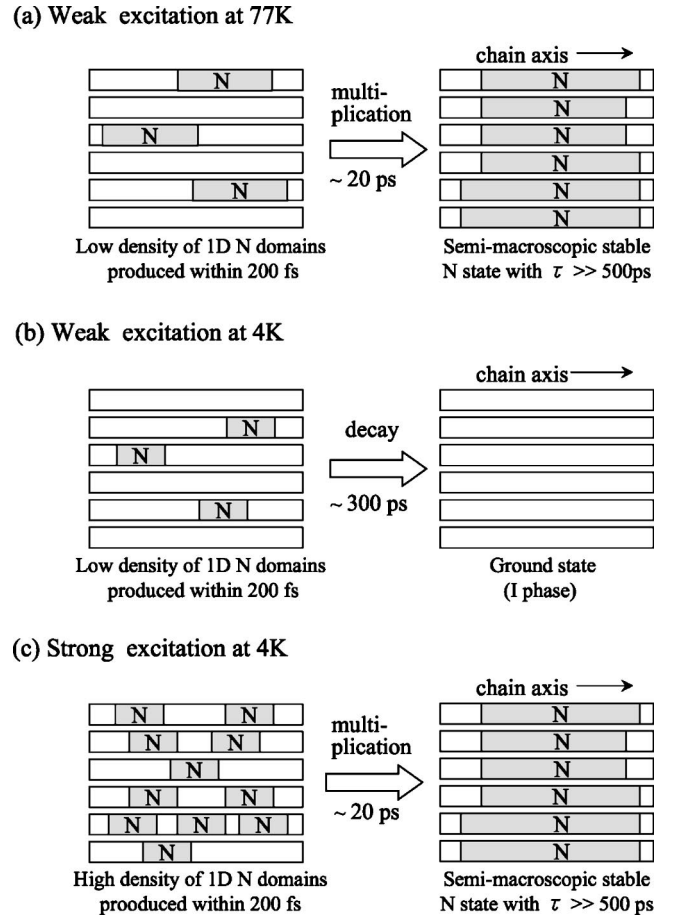 (a) Weak excitation at 77K
chain axis
N
multi-
plication
~ 20 ps
N
N
N
N
N
N
N
N
Low density of 1D N domains
produced within 200 fs
Semi-macroscopic stable
N state with τ >> 500ps
(b) Weak excitation at 4K
chain axis
N
N
N
decay
~ 300 ps
Low density of 1D N domains
produced within 200 fs
Ground state
(I phase)
(c) Strong excitation at 4K
chain axis
N N
N N
N
N N
N N N
N
multi-
plication
~ 20 ps
N
N
N
N
N
N
High density of 1D N domains
prooduced within 200 fs
Semi-macroscopic stable
N state with τ >> 500 ps